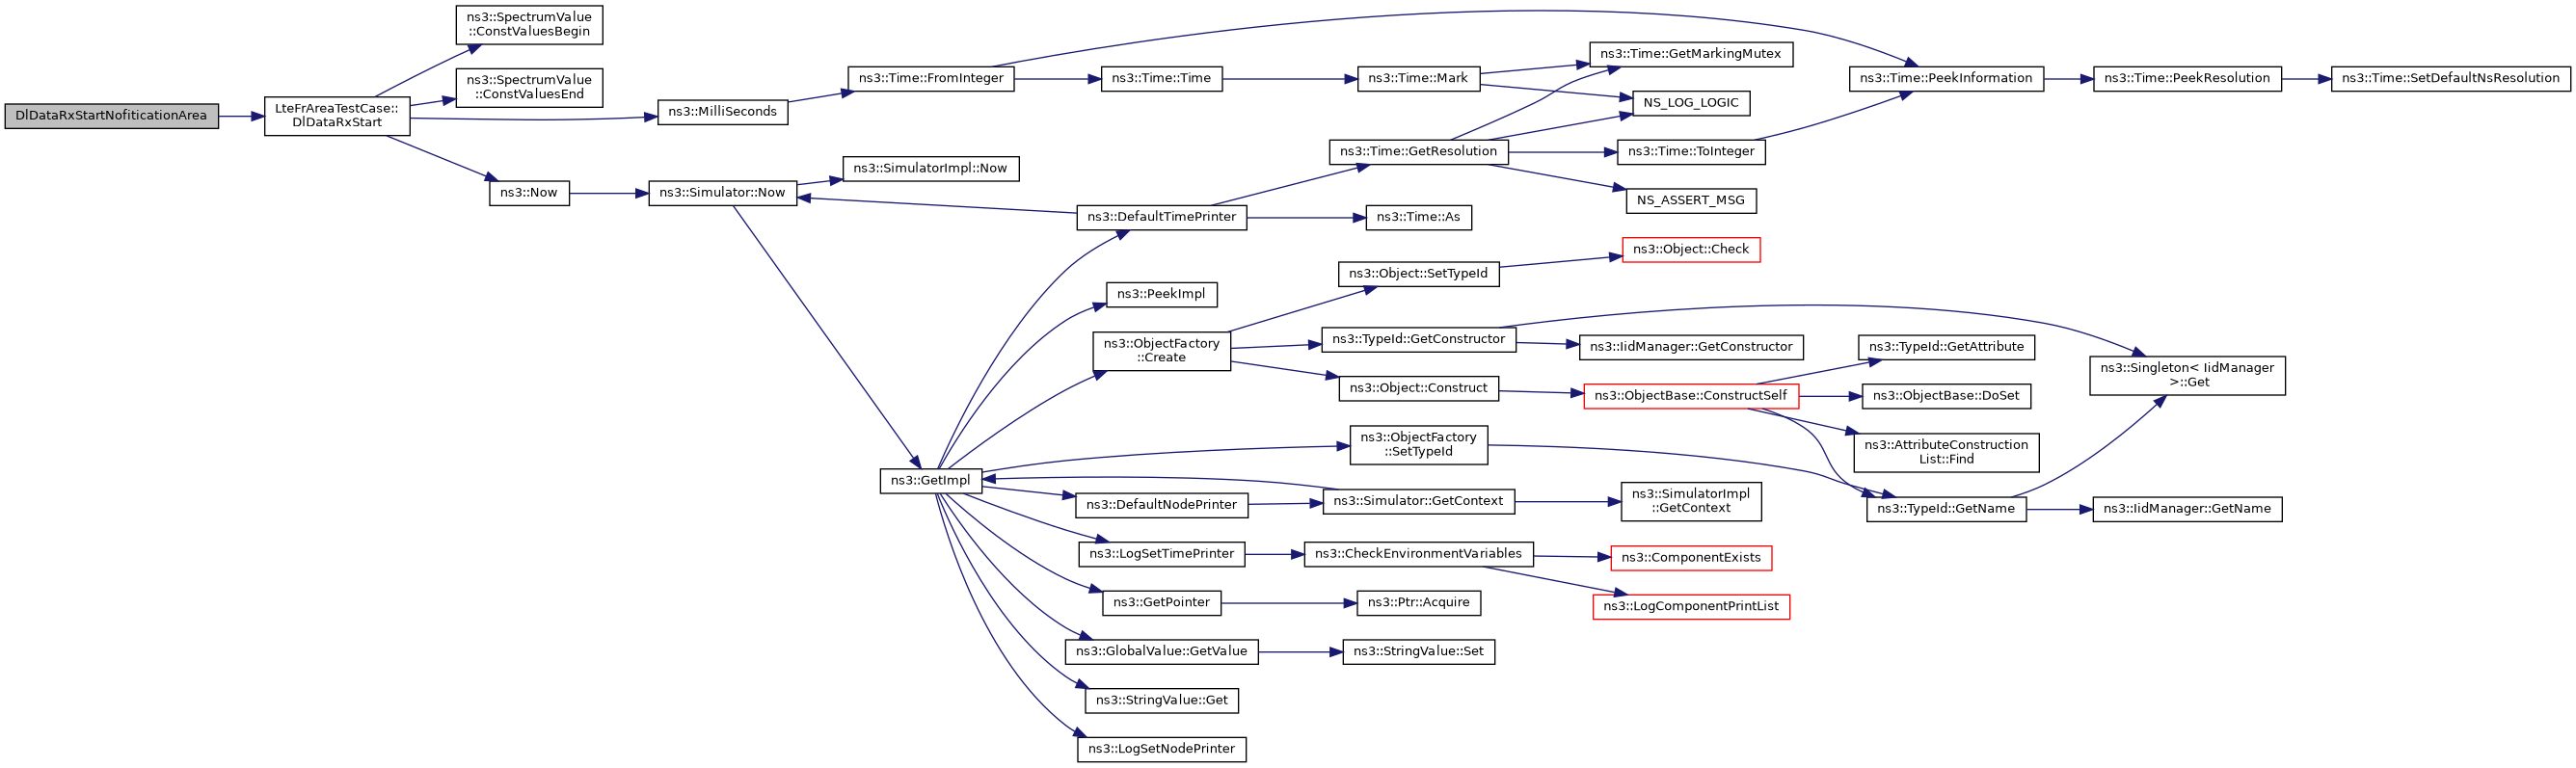 DlDataRxStartNofiticationArea
LteFrAreaTestCase::
DlDataRxStart
ns3::SpectrumValue
::ConstValuesBegin
ns3::SpectrumValue
::ConstValuesEnd
ns3::MilliSeconds
ns3::Now
ns3::Time::FromInteger
ns3::Simulator::Now
ns3::SimulatorImpl::Now
ns3::GetImpl
ns3::Time::Time
ns3::DefaultTimePrinter
ns3::PeekImpl
ns3::ObjectFactory
::Create
ns3::DefaultNodePrinter
ns3::LogSetTimePrinter
ns3::GetPointer
ns3::GlobalValue::GetValue
ns3::StringValue::Get
ns3::LogSetNodePrinter
ns3::Time::Mark
ns3::Time::GetResolution
ns3::Time::As
ns3::Object::SetTypeId
ns3::TypeId::GetConstructor
ns3::Object::Construct
ns3::ObjectFactory
::SetTypeId
ns3::Simulator::GetContext
ns3::CheckEnvironmentVariables
ns3::Ptr::Acquire
ns3::StringValue::Set
ns3::Time::GetMarkingMutex
NS_LOG_LOGIC
ns3::Time::ToInteger
NS_ASSERT_MSG
ns3::Object::Check
ns3::IidManager::GetConstructor
ns3::ObjectBase::ConstructSelf
ns3::SimulatorImpl
::GetContext
ns3::ComponentExists
ns3::LogComponentPrintList
ns3::Time::PeekInformation
ns3::TypeId::GetAttribute
ns3::ObjectBase::DoSet
ns3::AttributeConstruction
List::Find
ns3::TypeId::GetName
ns3::Time::PeekResolution
ns3::Singleton< IidManager
>::Get
ns3::IidManager::GetName
ns3::Time::SetDefaultNsResolution